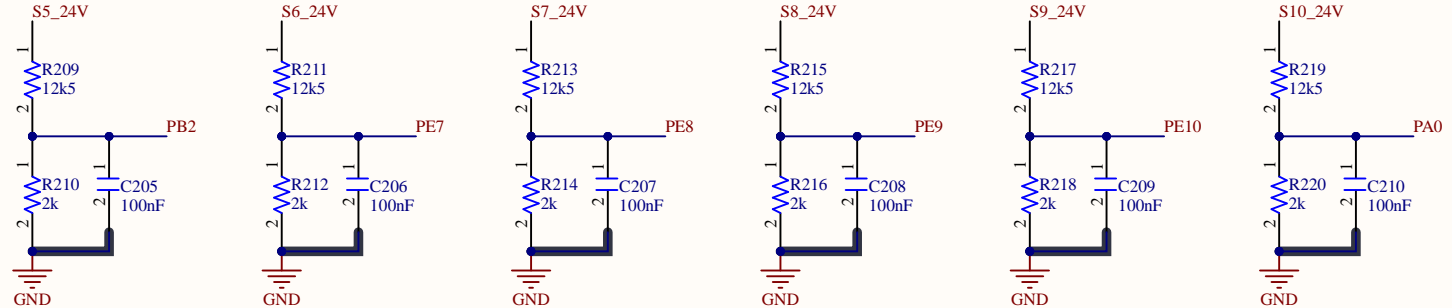 S5_24V S6_24V S7_24V S8_24V S9_24V S10_24V
1 1 1 1 1 1
R209 R211 R213 R215 R217 R219
12k5 12k5 12k5 12k5 12k5 12k5
2 2 2 2 2 2
PB2 PE7 PE8 PE9 PE10 PA0
1 1 1 1 1 1 1 1 1 1 1 1
R210 C205 R212 C206 R214 C207 R216 C208 R218 C209 R220 C210
2k 100nF 2k 100nF 2k 100nF 2k 100nF 2k 100nF 2k 100nF
2 2 2 2 2 2 2 2 2 2 2 2
GND GND GND GND GND GND